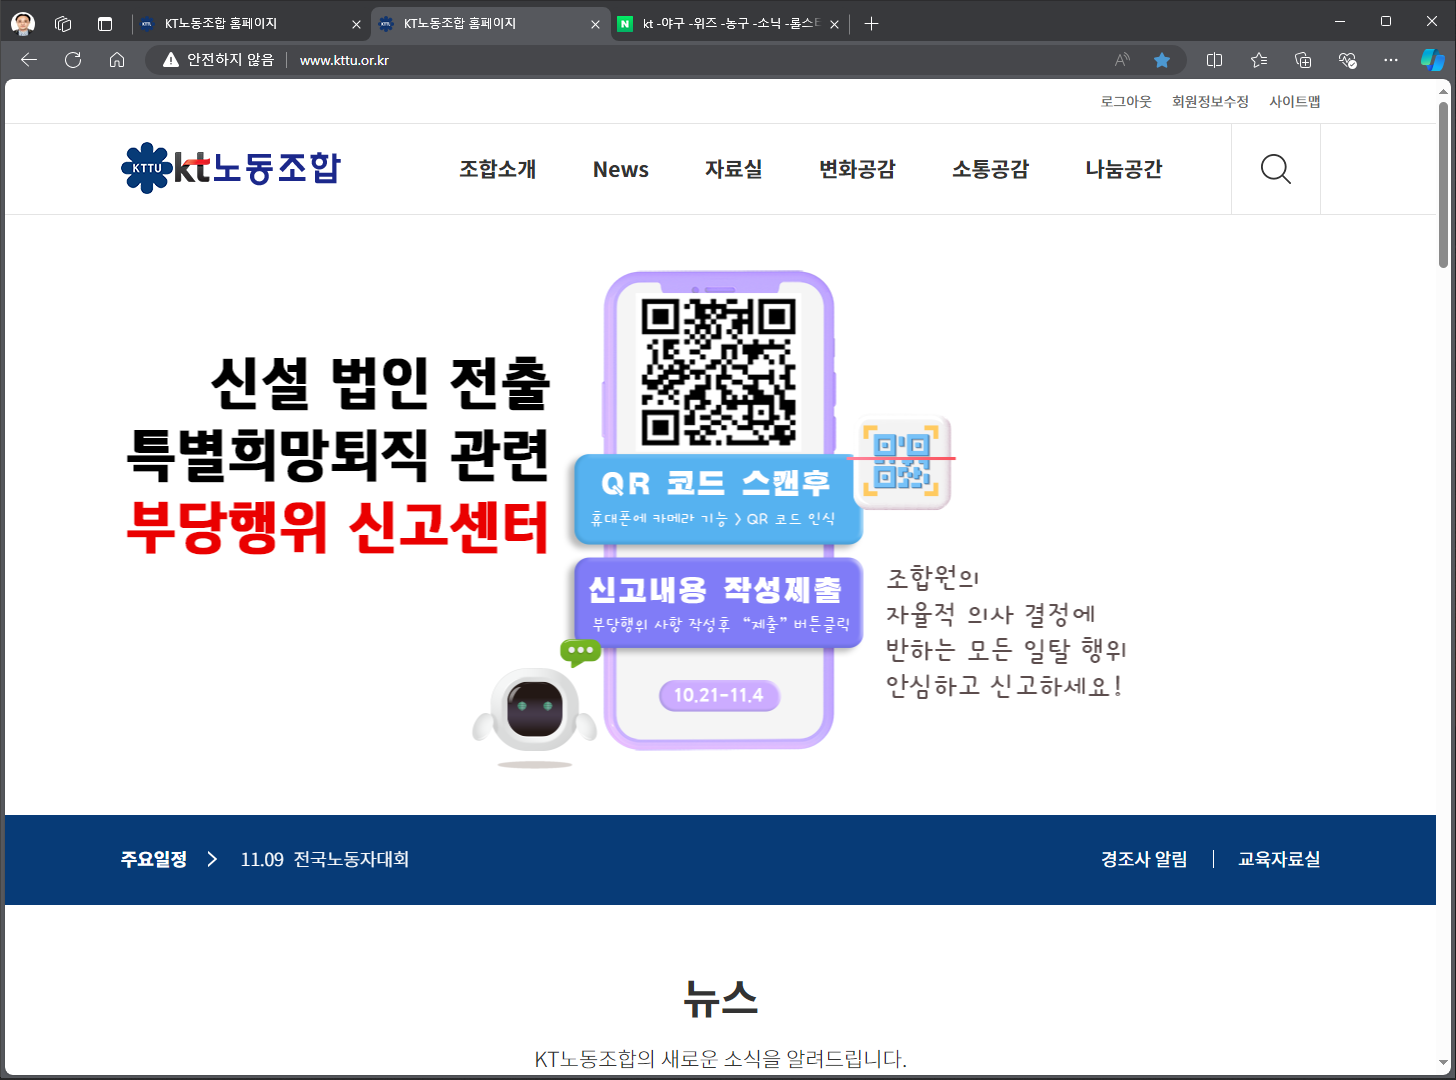 KT노동조합 홈페이지
KT노동조합 홈페이지
N kt -야구 -위즈 -농구 -소닉 -롤스터
안전하지 않음 www.kttu.or.kr
로그아웃 회원정보수정 사이트맵
KTTU kt노동조합
조합소개 News 자료실 변화공감 소통공감 나눔공간
신설 법인 전출
특별희망퇴직 관련
부당행위 신고센터
QR 코드 스캔후
휴대폰에 카메라 기능 > QR 코드 인식
신고내용 작성제출
부당행위 사항 작성후 “제출”버튼클릭
10.21-11.4
조합원의
자율적 의사 결정에
반하는 모든 일탈 행위
안심하고 신고하세요!
주요일정 > 11.09 전국노동자대회
경조사 알림 교육자료실
뉴스
KT노동조합의 새로운 소식을 알려드립니다.